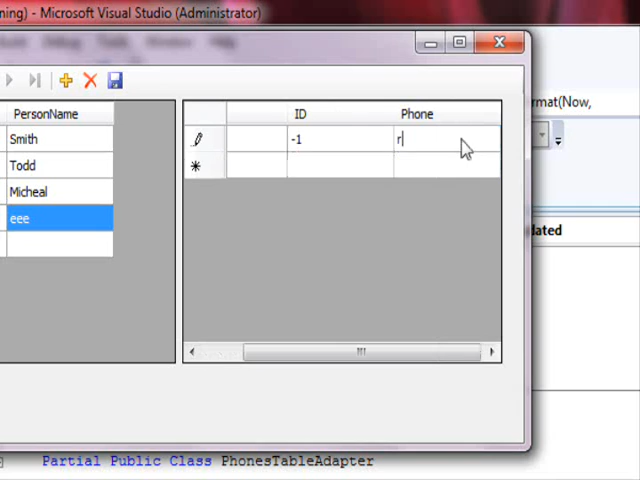 ning) - Microsoft Visual Studio (Administrator)
PersonName
Smith
Todd
Micheal
eee
ID
Phone
-1
r
rmat(Now,
dated
Partial Public Class PhonesTableAdapter